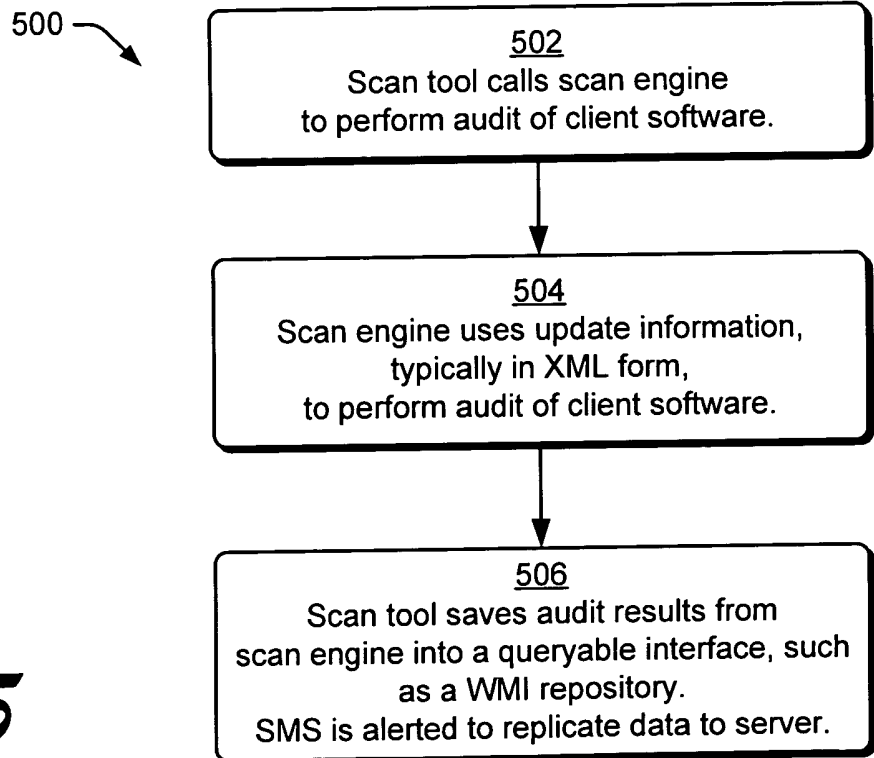 500
502
Scan tool calls scan engine
to perform audit of client software.
504
Scan engine uses update information,
typically in XML form,
to perform audit of client software.
506
Scan tool saves audit results from
scan engine into a queryable interface, such
as a WMI repository.
SMS is alerted to replicate data to server.